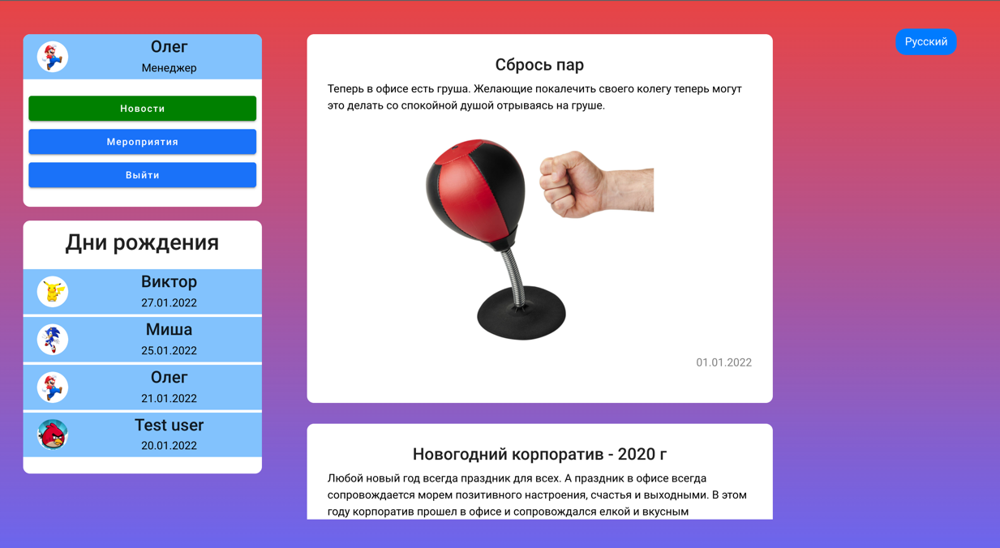 Олег
Менеджер
Новости
Мероприятия
Выйти
Дни рождения
Виктор
27.01.2022
Миша
25.01.2022
Олег
21.01.2022
Test user
20.01.2022
Сбрось пар
Теперь в офисе есть груша. Желающие покалечить своего колегу теперь могут
это делать со спокойной душой отрываясь на груше.
01.01.2022
Новогодний корпоратив - 2020 г
Любой новый год всегда праздник для всех. А праздник в офисе всегда
сопровождается морем позитивного настроения, счастья и выходными. В этом
году корпоратив прошел в офисе и сопровождался елкой и вкусным
Русский